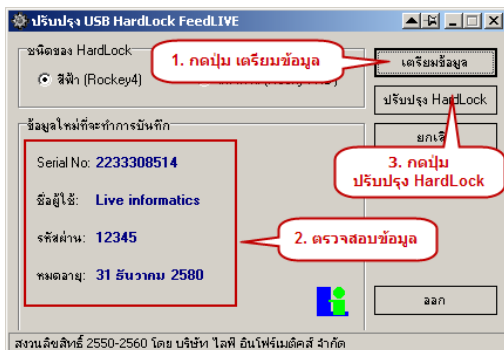 ปรับปรุง USB HardLock FeedLIVE
ชนิดของ HardLock
สีฟ้า (Rockey4)
1. กดปุ่ม เตรียมข้อมูล
เตรียมข้อมูล
ปรับปรุง HardLock
ข้อมูลใหม่ที่จะทำการบันทึก
Serial No: 2233308514
ชื่อผู้ใช้: Live informatics
รหัสผ่าน: 12345
หมดอายุ: 31 ธันวาคม 2580
2. ตรวจสอบข้อมูล
3. กดปุ่ม
ปรับปรุง HardLock
ออก
สงวนลิขสิทธิ์ 2550-2560 โดย บริษัท ไลฟ์ อินโฟร์เมติคส์ จำกัด